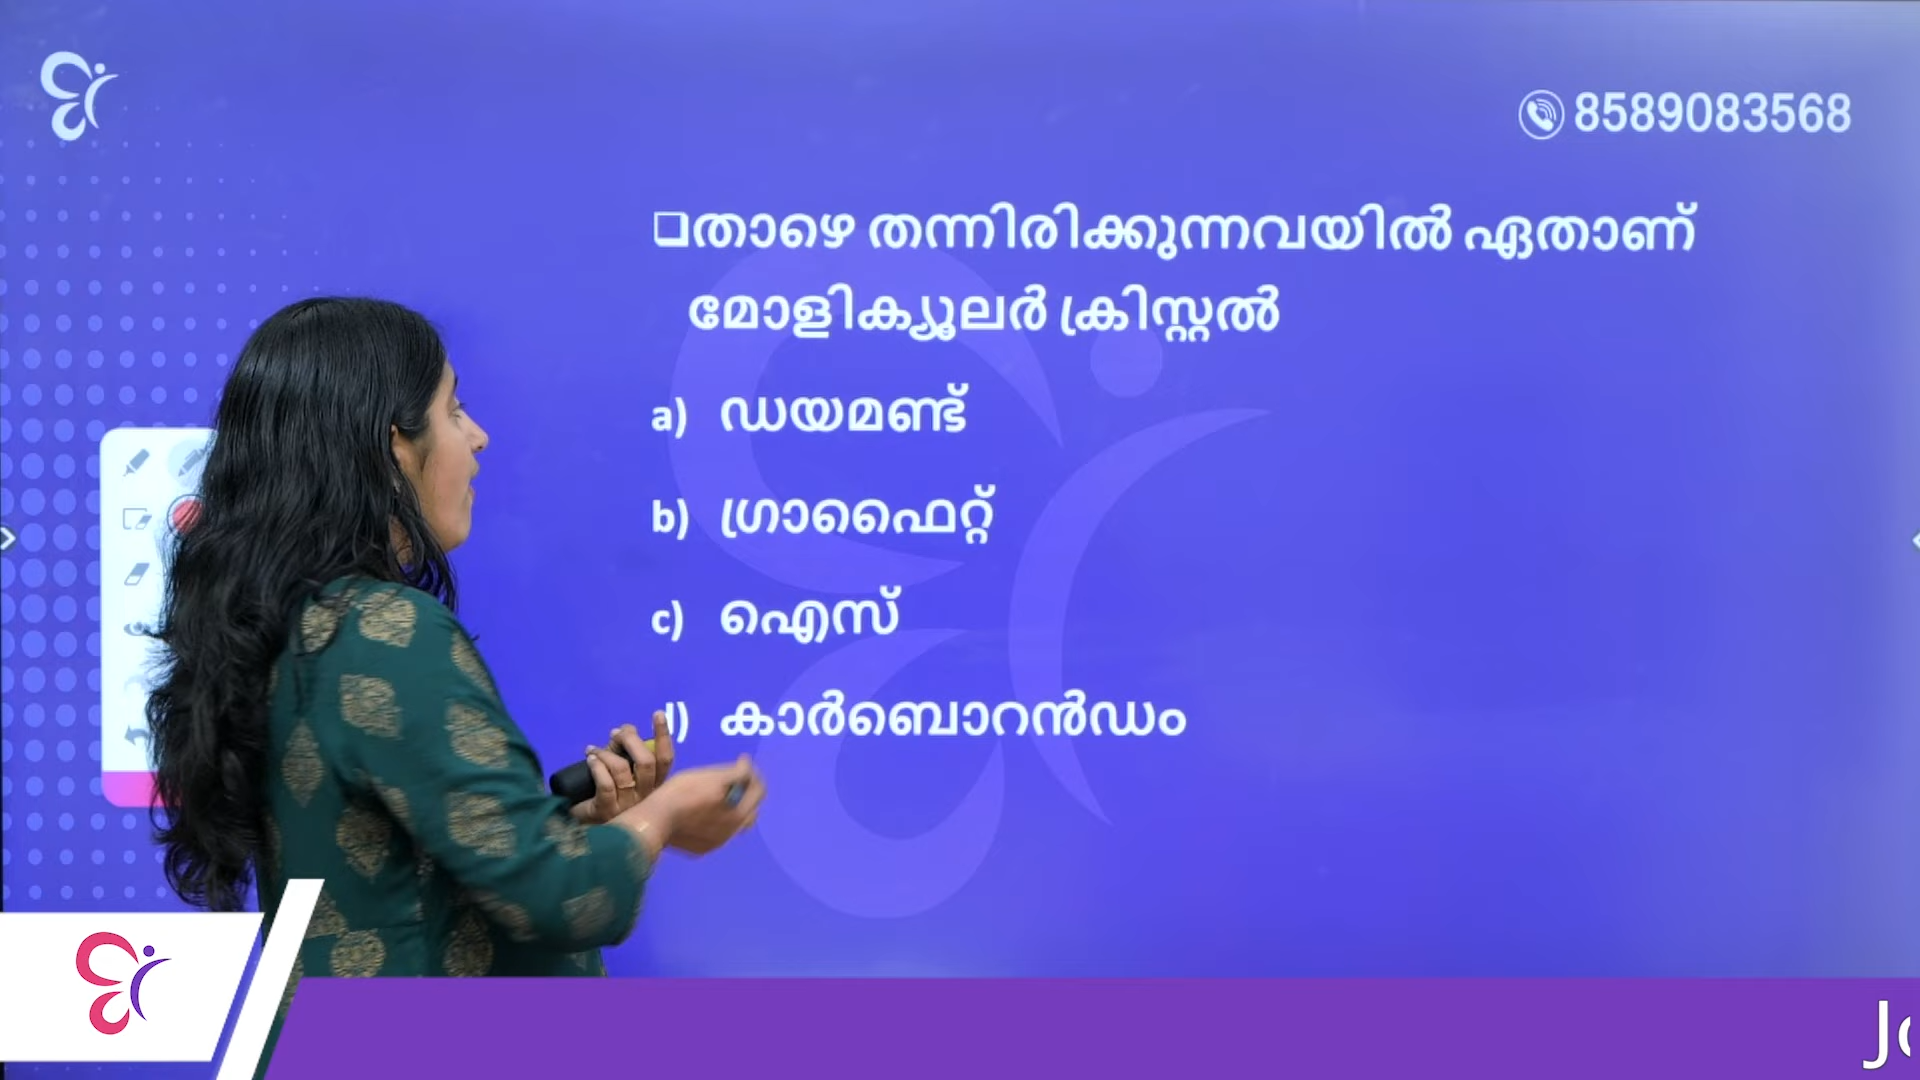 8589083568
❑താഴെ തന്നിരിക്കുന്നവയിൽ ഏതാണ്
മോളിക്യൂലർ ക്രിസ്റ്റൽ
a) ഡയമണ്ട്
b) ഗ്രാഫൈറ്റ്
c) ഐസ്
d) കാർബൊറൻഡം